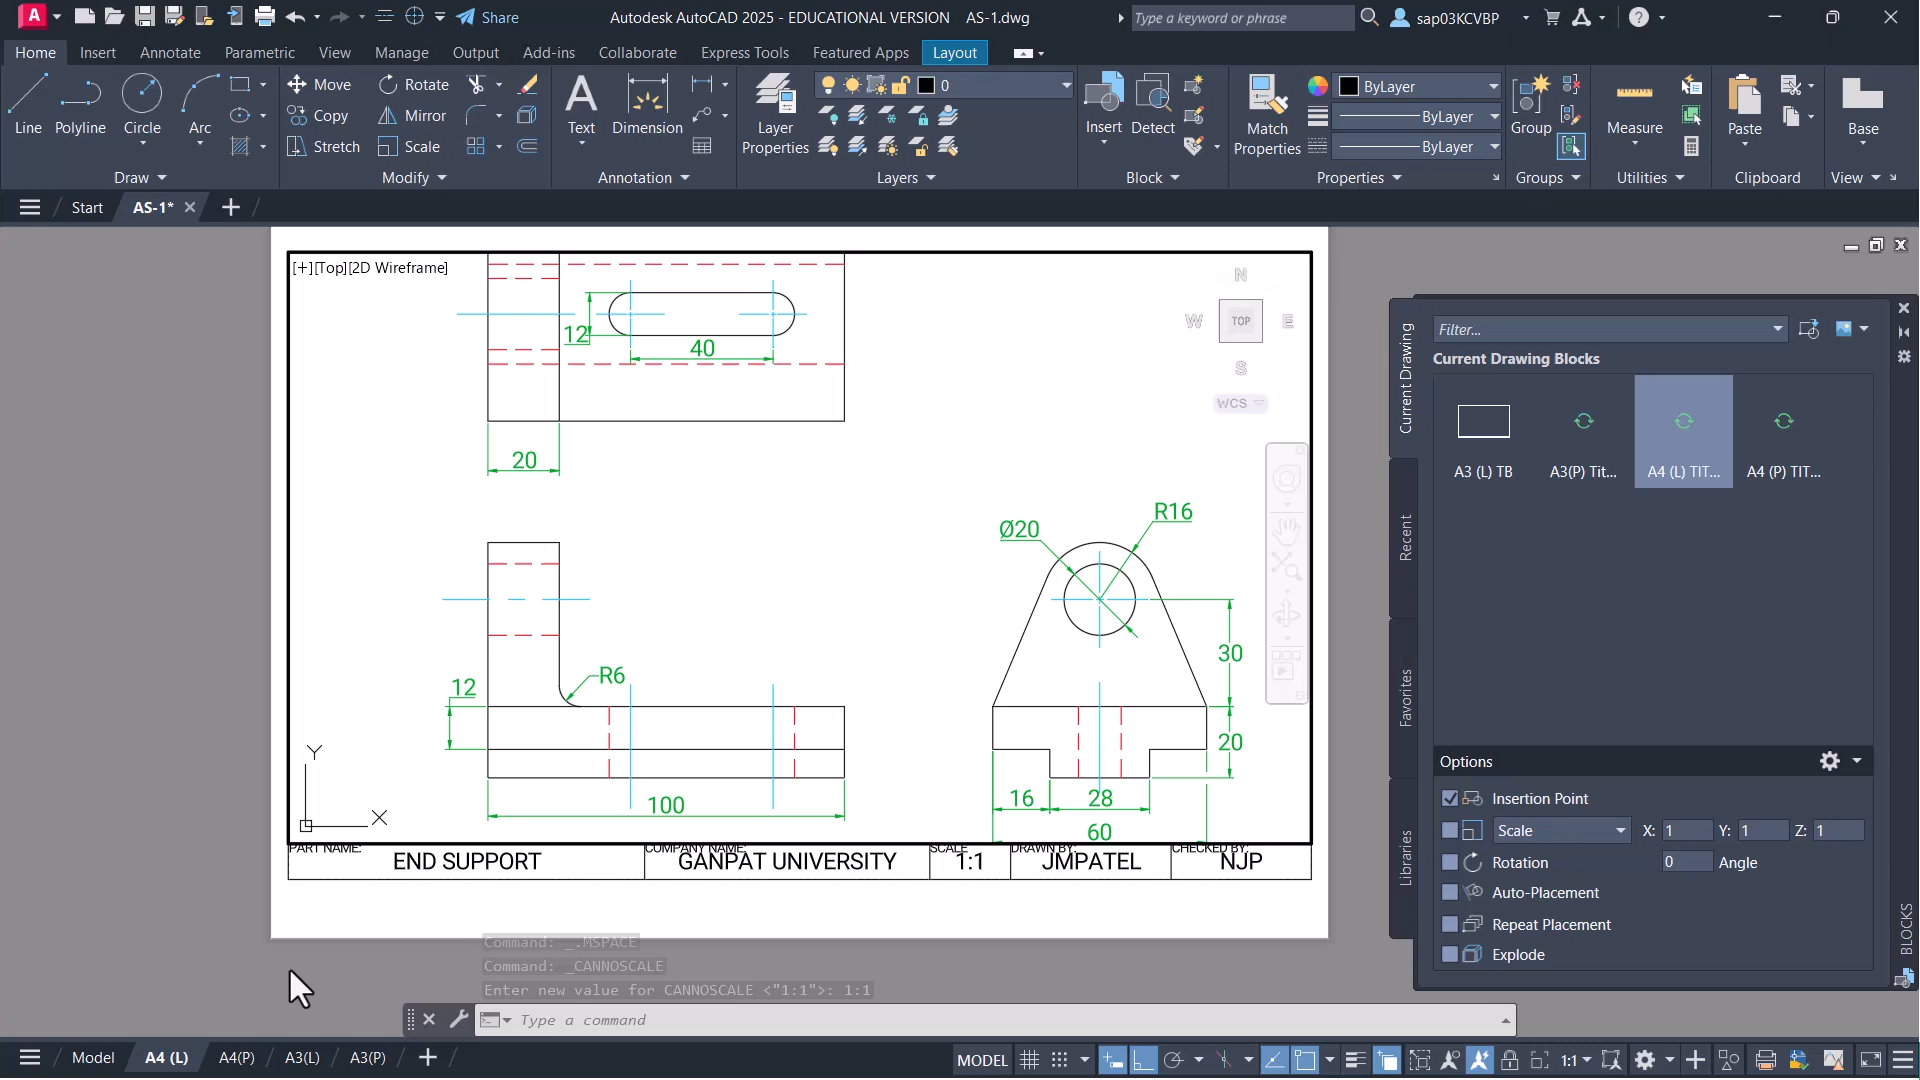 A Share Autodesk AutoCAD 2025 - EDUCATIONAL VERSION AS-1.dwg Type a keyword or phrase sap03KCVBP ?
Home Insert Annotate Parametric View Manage Output Add-ins Collaborate Express Tools Featured Apps Layout
Line Polyline Circle Arc
Move Rotate
Copy Mirror
Stretch Scale
Text Dimension
Layer Properties
0
Insert Detect
Match Properties
ByLayer
ByLayer
ByLayer
Group Measure Paste Base
Draw Modify Annotation Layers Block Properties Groups Utilities Clipboard View
Start AS-1*
[+][Top][2D Wireframe]
N
W TOP E
S
WCS
12
40
20
Ø20
R16
R6
12
30
20
100
16
28
60
Y
X
PART NAME: COMPANY NAME: SCALE DRAWN BY: CHECKED BY:
END SUPPORT GANPAT UNIVERSITY 1:1 JMPATEL NJP
Command: _.MSPACE
Command: _CANNOSCALE
Enter new value for CANNOSCALE <"1:1">: 1:1
Type a command
Current Drawing
Recent
Favorites
Libraries
Filter...
Current Drawing Blocks
A3 (L) TB A3(P) Tit... A4 (L) TIT... A4 (P) TIT...
Options
Insertion Point
Scale X: 1 Y: 1 Z: 1
Rotation 0 Angle
Auto-Placement
Repeat Placement
Explode
BLOCKS
Model A4 (L) A4(P) A3(L) A3(P)
MODEL 1:1